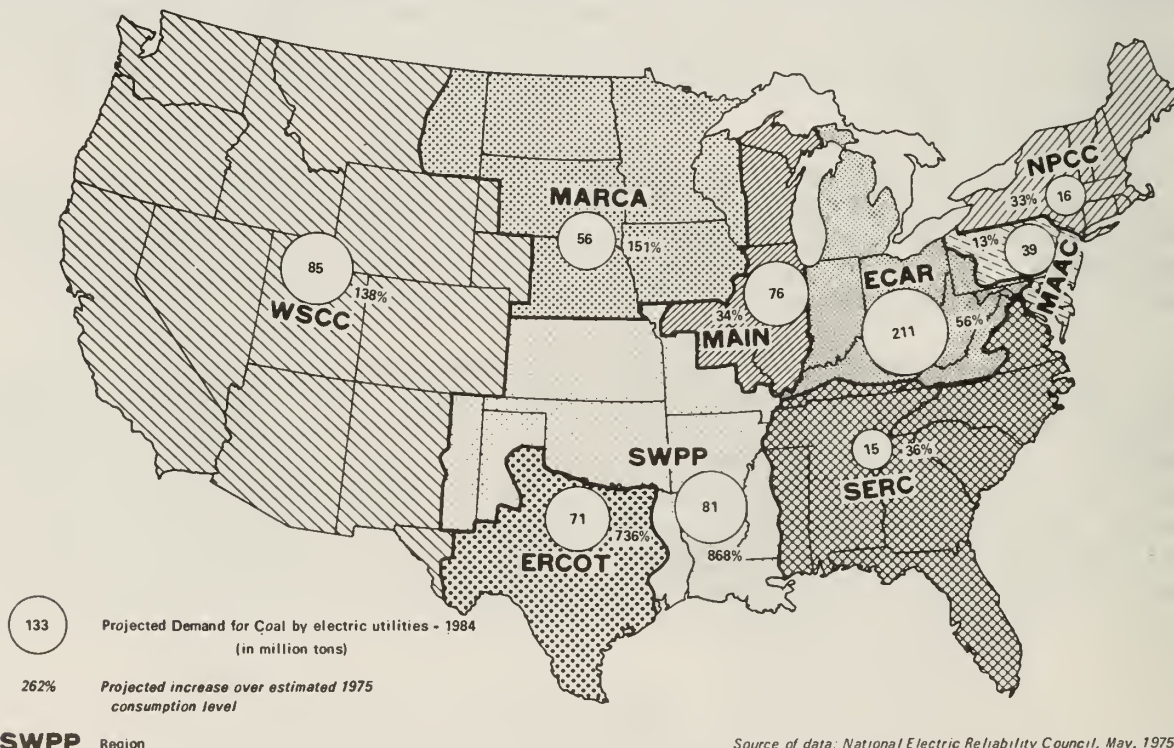 NPCC
33%
16
MARCA
56
151%
13%
39
MAAC
85
138%
WSCC
76
34%
MAIN
ECAR
56%
211
SWPP
15
36%
SERC
71
736%
ERCOT
81
868%
133
Projected Demand for Coal by electric utilities - 1984
(in million tons)
262%
Projected increase over estimated 1975
consumption level
SWPP Region
Source of data: National Electric Reliability Council, May, 1975